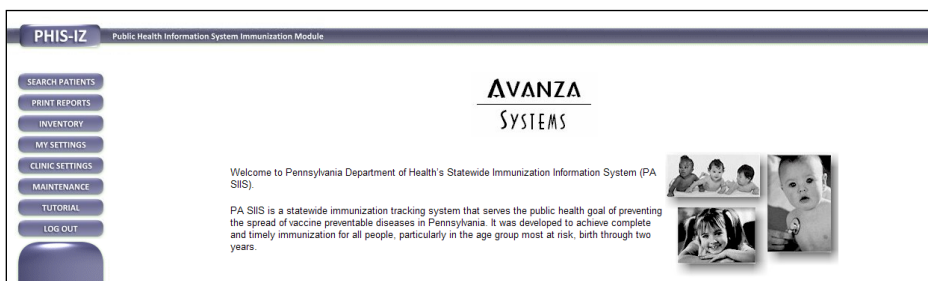 PHIS-IZ
Public Health Information System Immunization Module
SEARCH PATIENTS
PRINT REPORTS
INVENTORY
MY SETTINGS
CLINIC SETTINGS
MAINTENANCE
TUTORIAL
LOG OUT
AVANZA
SYSTEMS
Welcome to Pennsylvania Department of Health's Statewide Immunization Information System (PA
SIIS).
PA SIIS is a statewide immunization tracking system that serves the public health goal of preventing
the spread of vaccine preventable diseases in Pennsylvania. It was developed to achieve complete
and timely immunization for all people, particularly in the age group most at risk, birth through two
years.